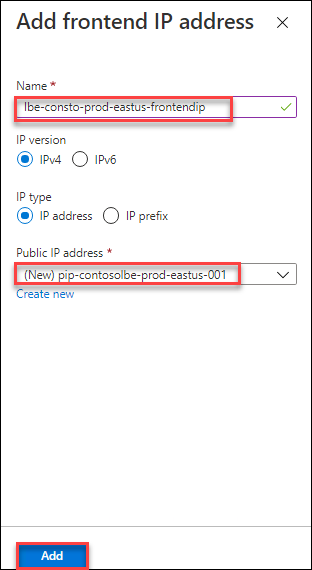 Add frontend IP address
Name *
lbe-consto-prod-eastus-frontendip
IP version
IPv4 IPv6
IP type
IP address IP prefix
Public IP address *
(New) pip-contosolbe-prod-eastus-001
Create new
Add